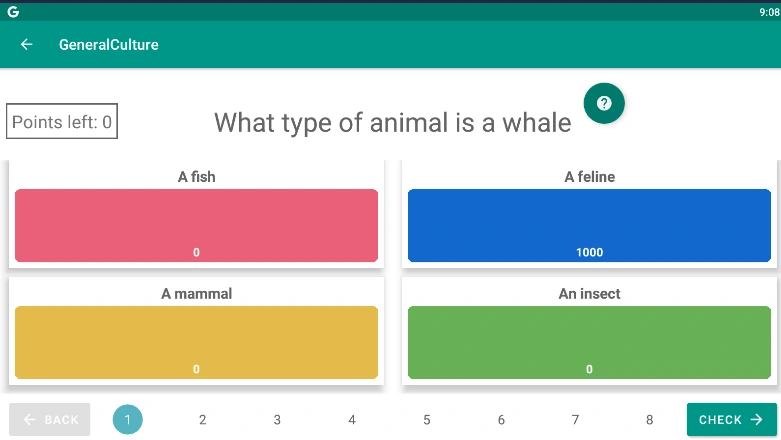 G
9:08
GeneralCulture
Points left: 0
What type of animal is a whale
?
A fish
0
A feline
1000
A mammal
0
An insect
0
BACK
1
2
3
4
5
6
7
8
CHECK